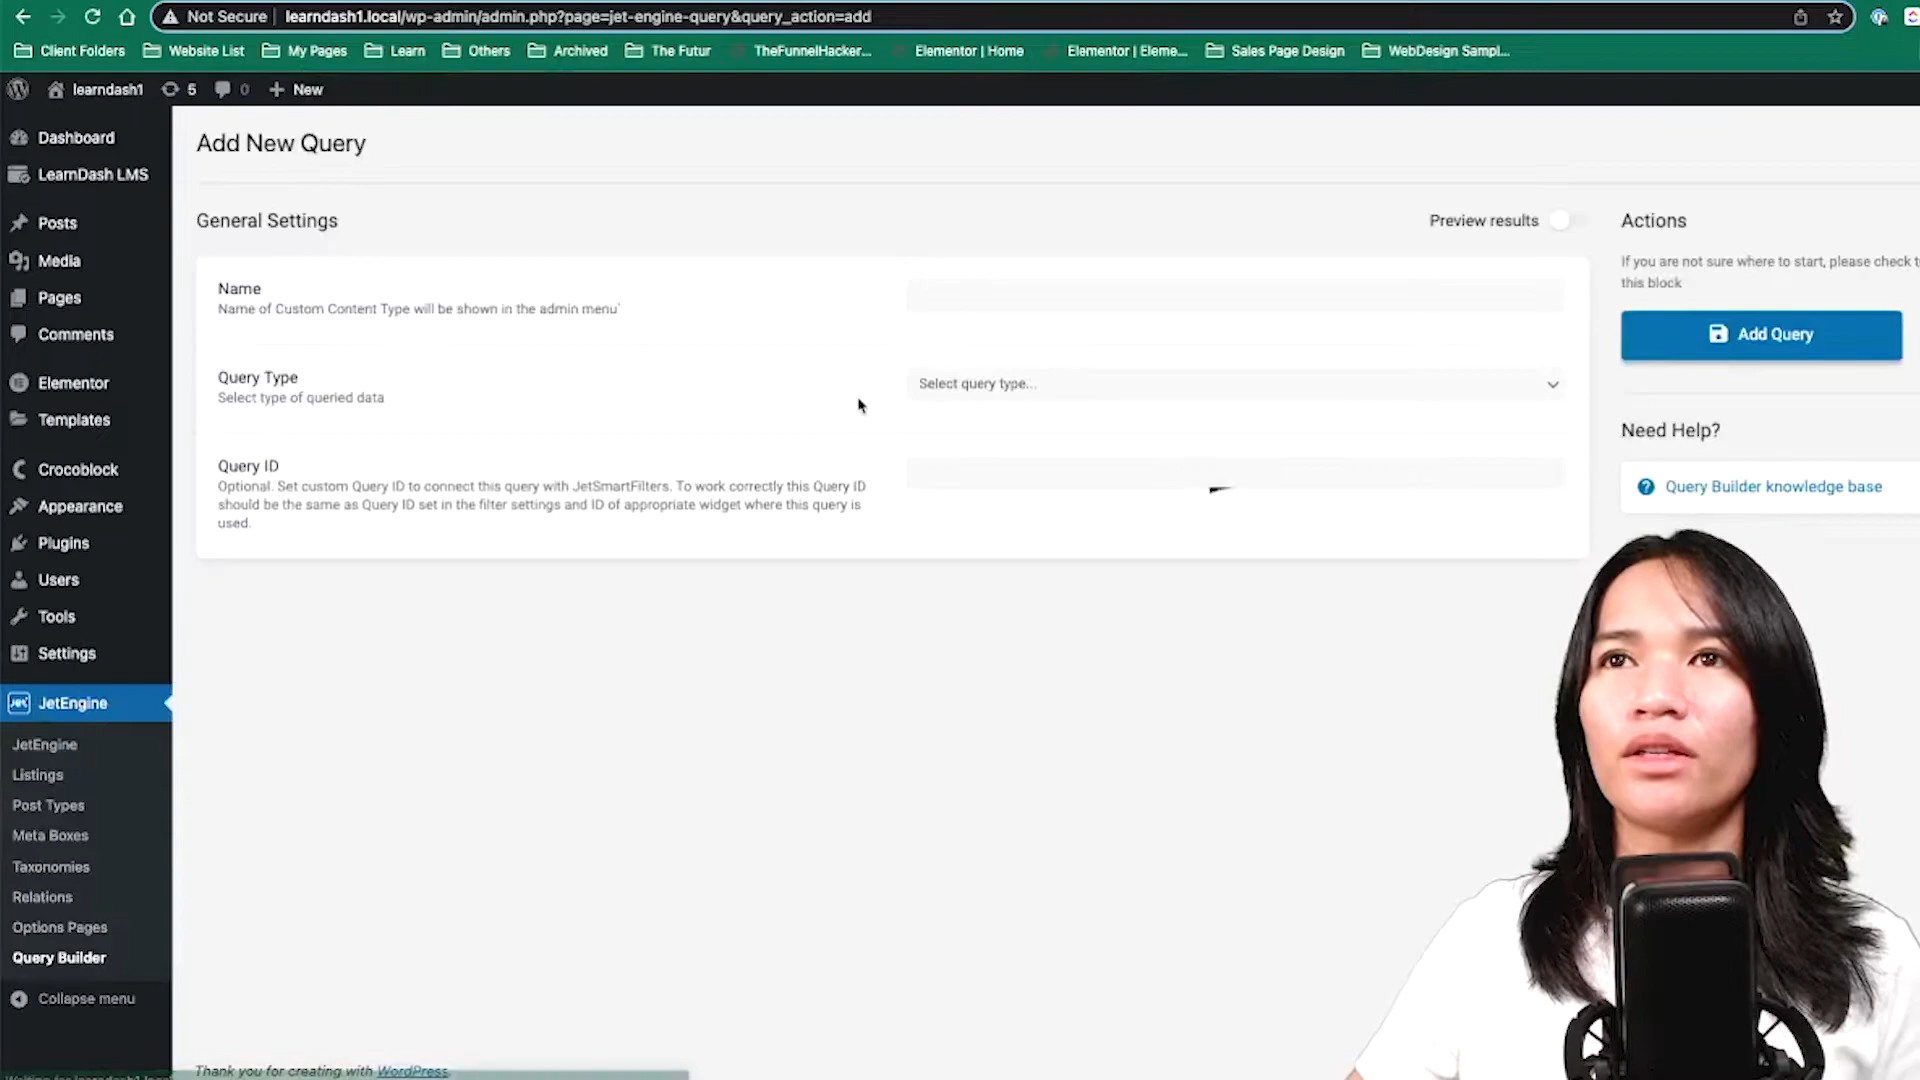 Not Secure learndash1.local/wp-admin/admin.php?page=jet-engine-query&query_action=add
Client Folders Website List My Pages Learn Others Archived The Futur TheFunnelHacker... Elementor | Home Elementor | Eleme... Sales Page Design WebDesign Sampl...
learndash1 5 0 + New
Dashboard
LearnDash LMS
Posts
Media
Pages
Comments
Elementor
Templates
Crocoblock
Appearance
Plugins
Users
Tools
Settings
JetEngine
JetEngine
Listings
Post Types
Meta Boxes
Taxonomies
Relations
Options Pages
Query Builder
Collapse menu
Add New Query
General Settings
Preview results
Name
Name of Custom Content Type will be shown in the admin menu`
Query Type
Select type of queried data
Select query type...
Query ID
Optional. Set custom Query ID to connect this query with JetSmartFilters. To work correctly this Query ID
should be the same as Query ID set in the filter settings and ID of appropriate widget where this query is
used.
Actions
If you are not sure where to start, please check t
this block
Add Query
Need Help?
Query Builder knowledge base
Thank you for creating with WordPress.